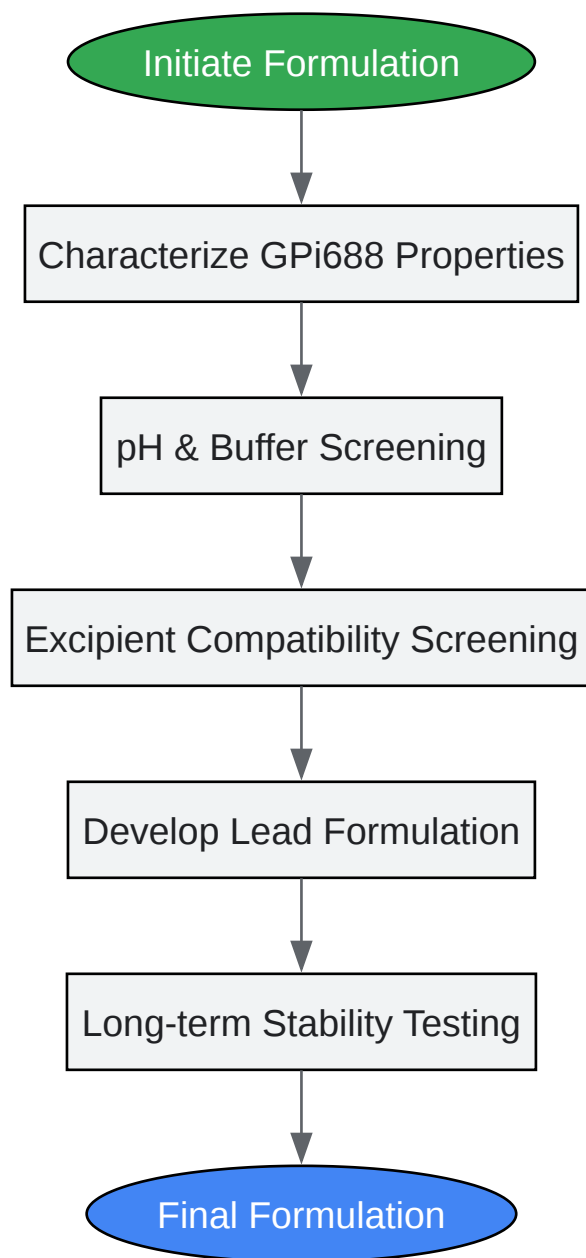 Initiate Formulation
Characterize GPi688 Properties
pH & Buffer Screening
Excipient Compatibility Screening
Develop Lead Formulation
Long-term Stability Testing
Final Formulation